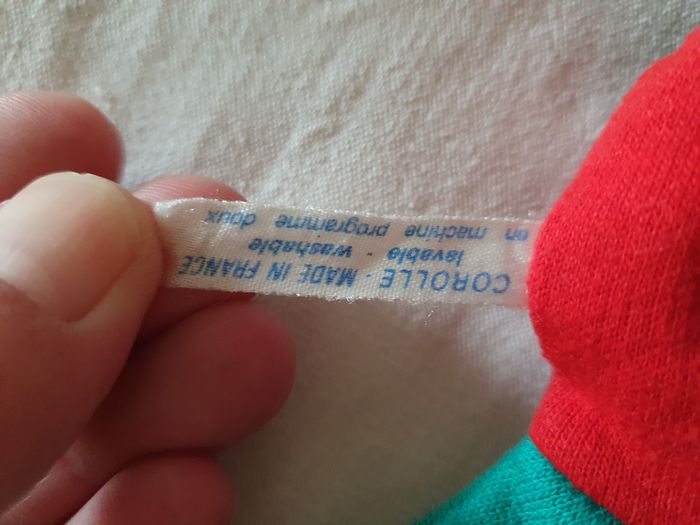 COROLLE - MADE IN FRANCE
lavable - washable
en machine programme doux